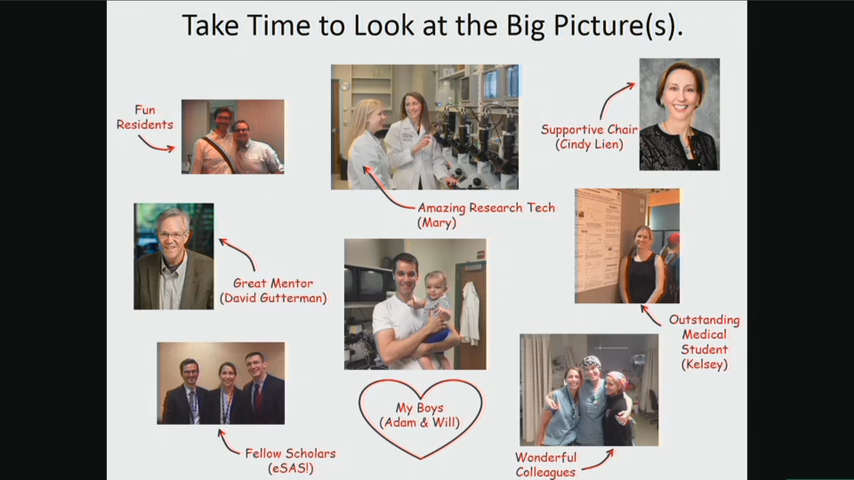 Take Time to Look at the Big Picture(s).
Fun
Residents
Supportive Chair
(Cindy Lien)
Amazing Research Tech
(Mary)
Great Mentor
(David Gutterman)
Outstanding
Medical
Student
(Kelsey)
My Boys
(Adam & Will)
Fellow Scholars
(eSAS!)
Wonderful
Colleagues